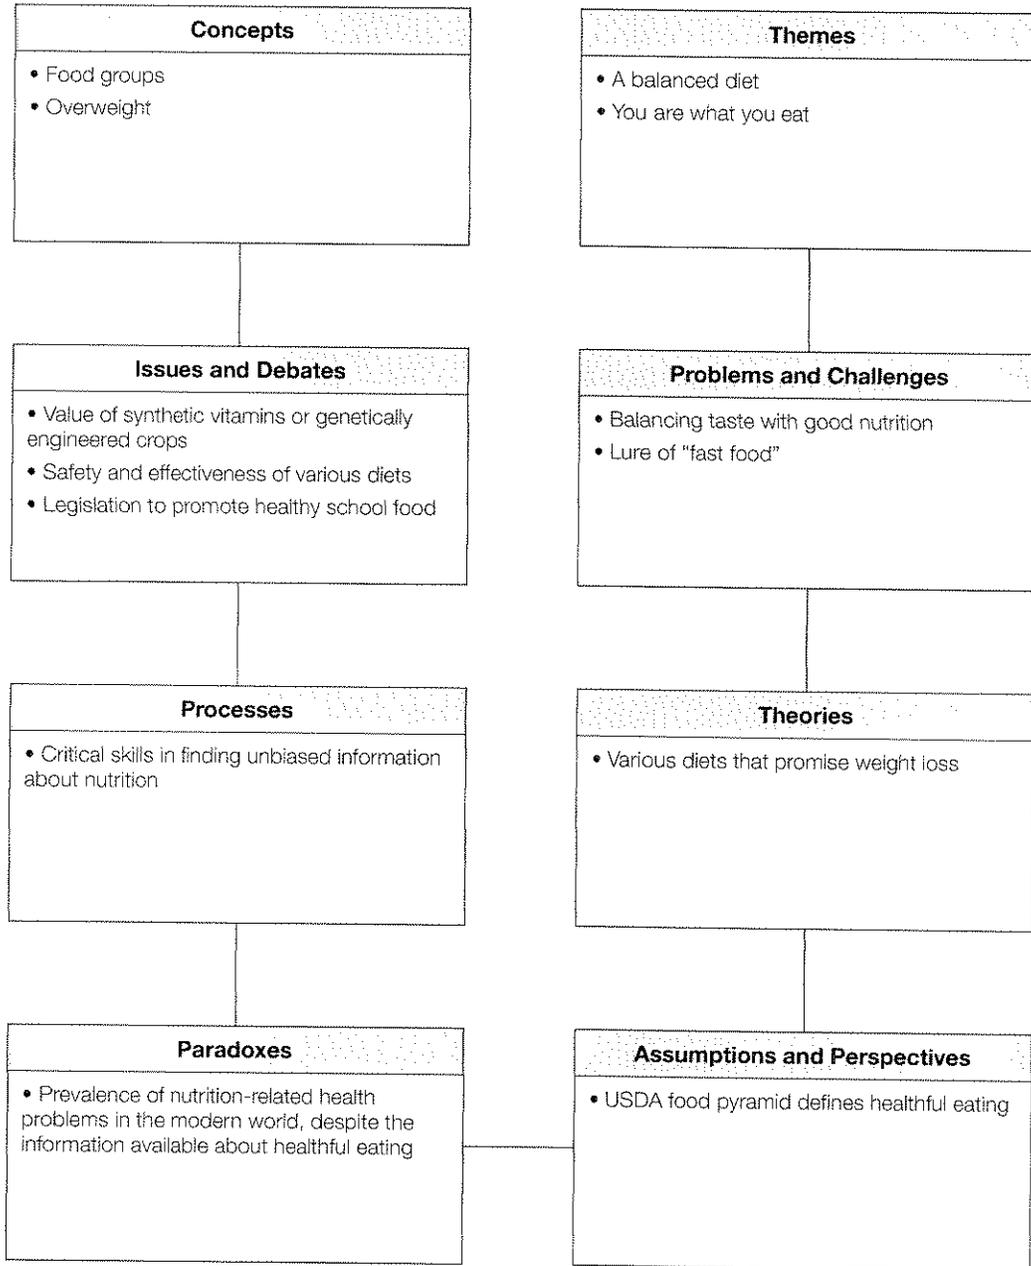 Concepts
• Food groups
• Overweight
Themes
• A balanced diet
• You are what you eat
Issues and Debates
• Value of synthetic vitamins or genetically
engineered crops
• Safety and effectiveness of various diets
• Legislation to promote healthy school food
Problems and Challenges
• Balancing taste with good nutrition
• Lure of “fast food”
Processes
• Critical skills in finding unbiased information
about nutrition
Theories
• Various diets that promise weight loss
Paradoxes
• Prevalence of nutrition-related health
problems in the modern world, despite the
information available about healthful eating
Assumptions and Perspectives
• USDA food pyramid defines healthful eating